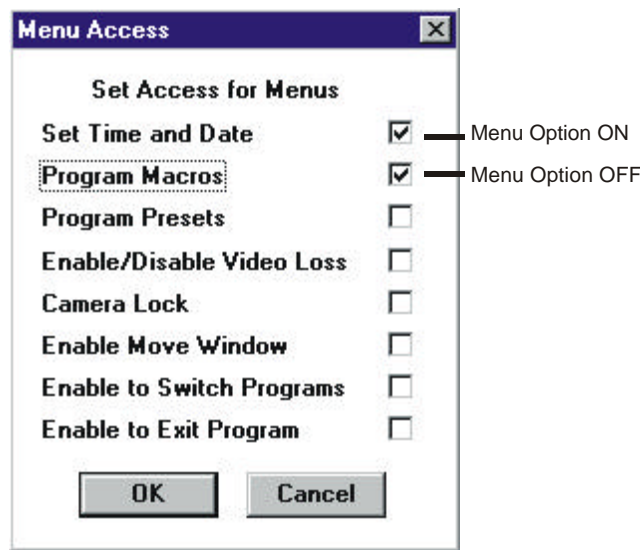 Menu Access
Set Access for Menus
Set Time and Date
Menu Option ON
Program Macros
Menu Option OFF
Program Presets
Enable/Disable Video Loss
Camera Lock
Enable Move Window
Enable to Switch Programs
Enable to Exit Program
OK
Cancel